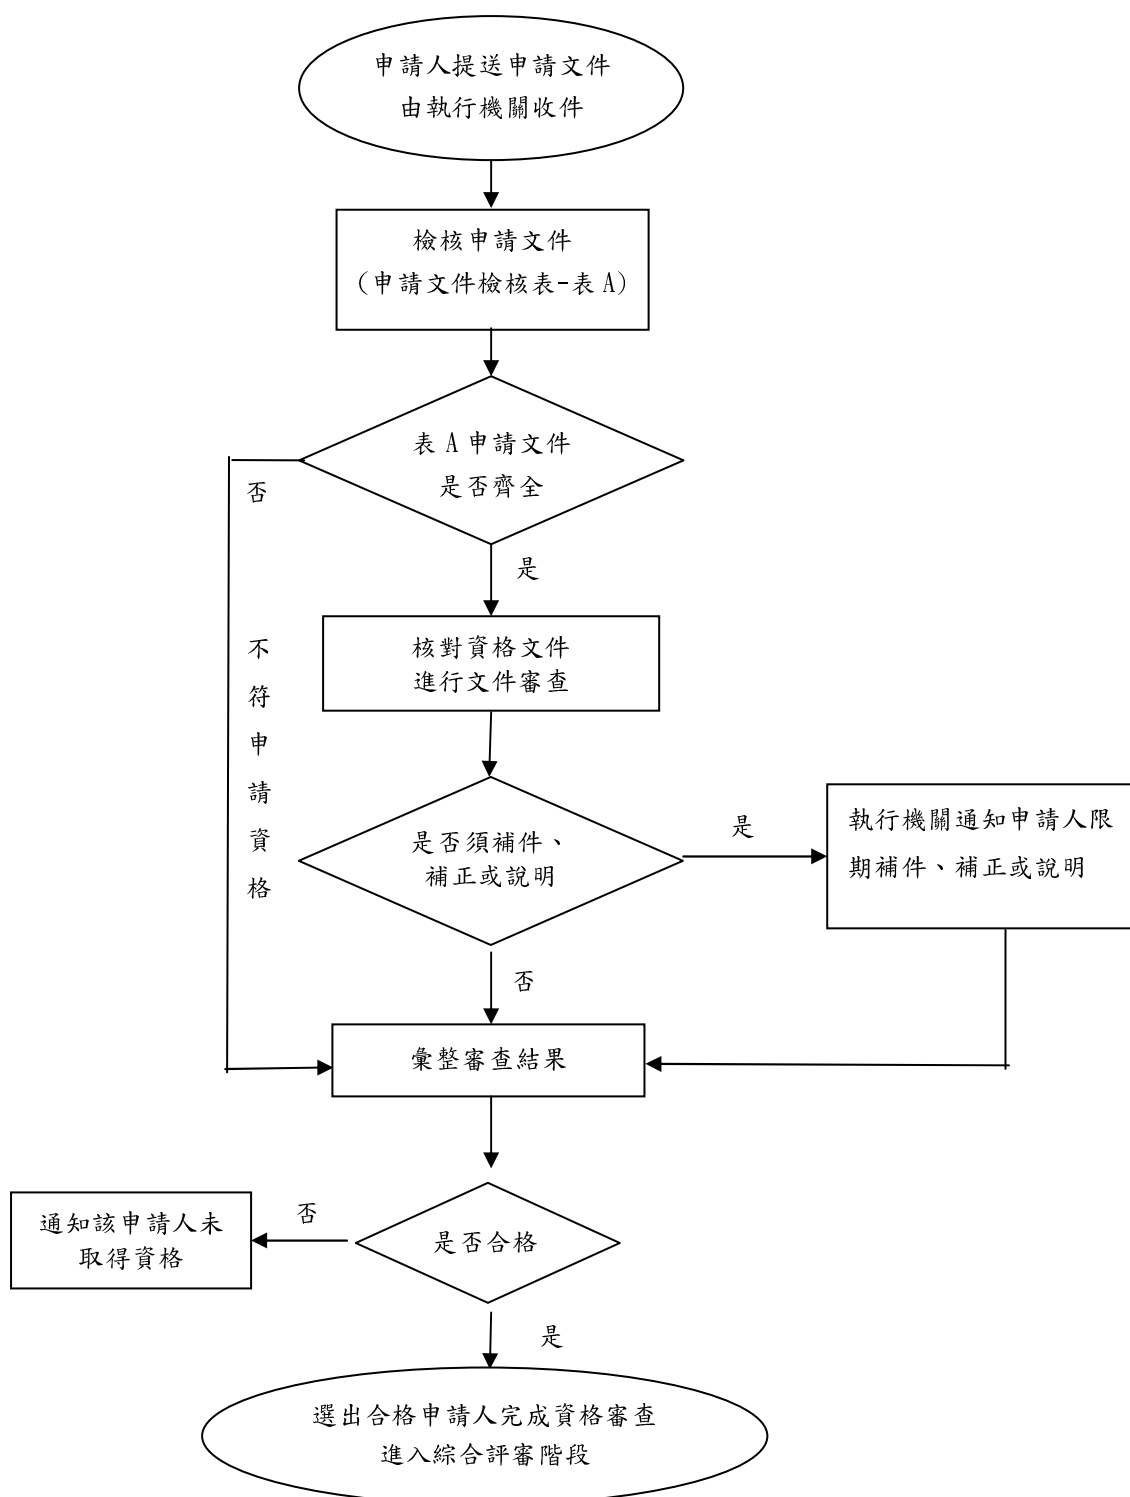 申請人提送申請文件
由執行機關收件
檢核申請文件
(申請文件檢核表-表 A)
表 A 申請文件
是否齊全
否
是
不
符
申
請
資
格
核對資格文件
進行文件審查
是否須補件、
補正或說明
是
執行機關通知申請人限
期補件、補正或說明
否
彙整審查結果
是否合格
否
通知該申請人未
取得資格
是
選出合格申請人完成資格審查
進入綜合評審階段